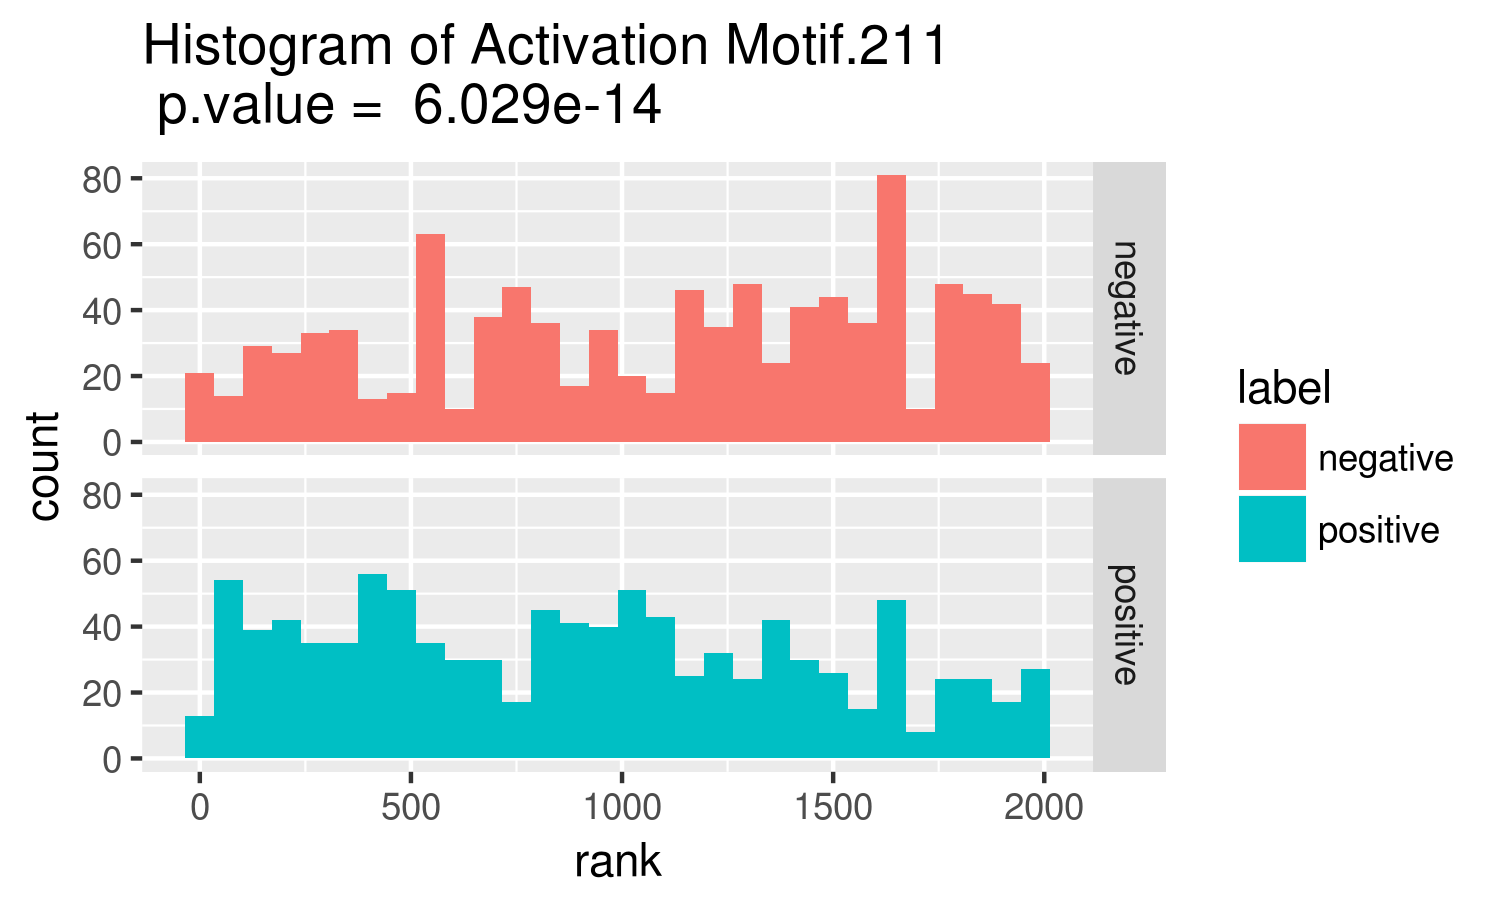 Histogram of Activation Motif.211
p.value =  6.029e-14
count
80
60
40
20
0
negative
80
60
40
20
0
positive
0 500 1000 1500 2000
rank
label
negative
positive